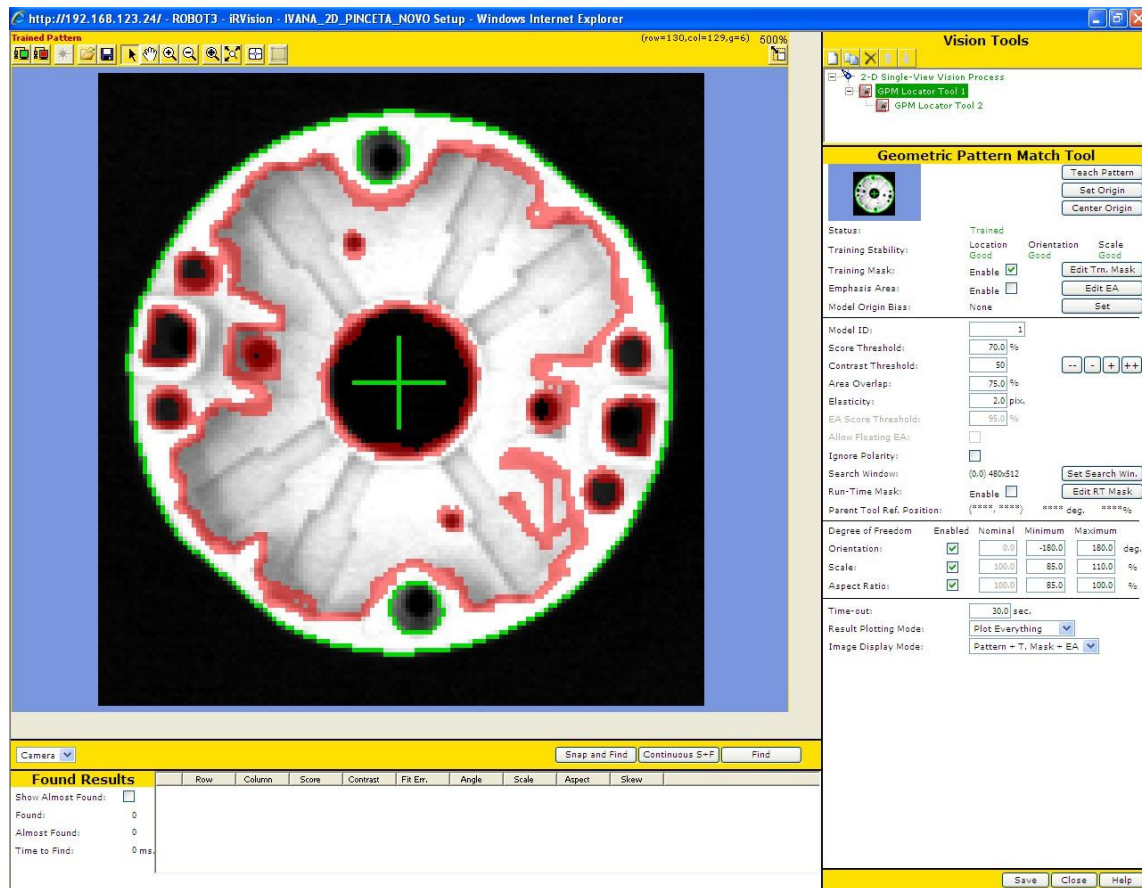 http://192.168.123.24/ - ROBOT3 - iRVision - IVANA_2D_PINCETA_NOVO Setup - Windows Internet Explorer
Trained Pattern
(row=130,col=129,g=6) 500%
Vision Tools
2-D Single-View Vision Process
GPM Locator Tool 1
GPM Locator Tool 2
Geometric Pattern Match Tool
Teach Pattern
Set Origin
Center Origin
Status: Trained
Training Stability: Location Orientation Scale
Good Good Good
Training Mask: Enable Edit Trn. Mask
Emphasis Area: Enable Edit EA
Model Origin Bias: None Set
Model ID: 1
Score Threshold: 70.0 %
Contrast Threshold: 50 -- - + ++
Area Overlap: 75.0 %
Elasticity: 2.0 pix.
EA Score Threshold: 95.0 %
Allow Floating EA:
Ignore Polarity:
Search Window: (0,0) 480x512 Set Search Win.
Run-Time Mask: Enable Edit RT Mask
Parent Tool Ref. Position: (****, ****) **** deg. ****%
Degree of Freedom Enabled Nominal Minimum Maximum
Orientation: 0.0 -180.0 180.0 deg.
Scale: 100.0 85.0 110.0 %
Aspect Ratio: 100.0 85.0 100.0 %
Time-out: 30.0 sec.
Result Plotting Mode: Plot Everything
Image Display Mode: Pattern + T. Mask + EA
Camera Snap and Find Continuous S+F Find
Found Results Row Column Score Contrast Fit Err. Angle Scale Aspect Skew
Show Almost Found:
Found: 0
Almost Found: 0
Time to Find: 0 ms.
Save Close Help